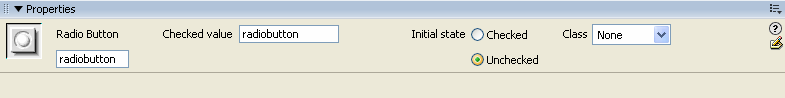 Properties
Radio Button Checked value radiobutton Initial state Checked Class None
radiobutton Unchecked